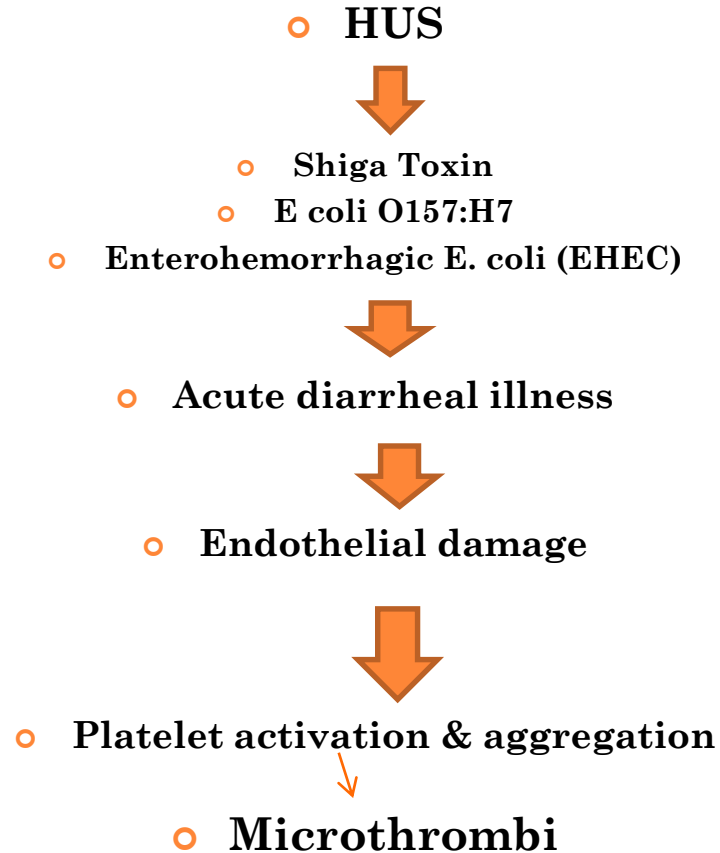 HUS
Shiga Toxin
E coli O157:H7
Enterohemorrhagic E. coli (EHEC)
Acute diarrheal illness
Endothelial damage
Platelet activation & aggregation
Microthrombi